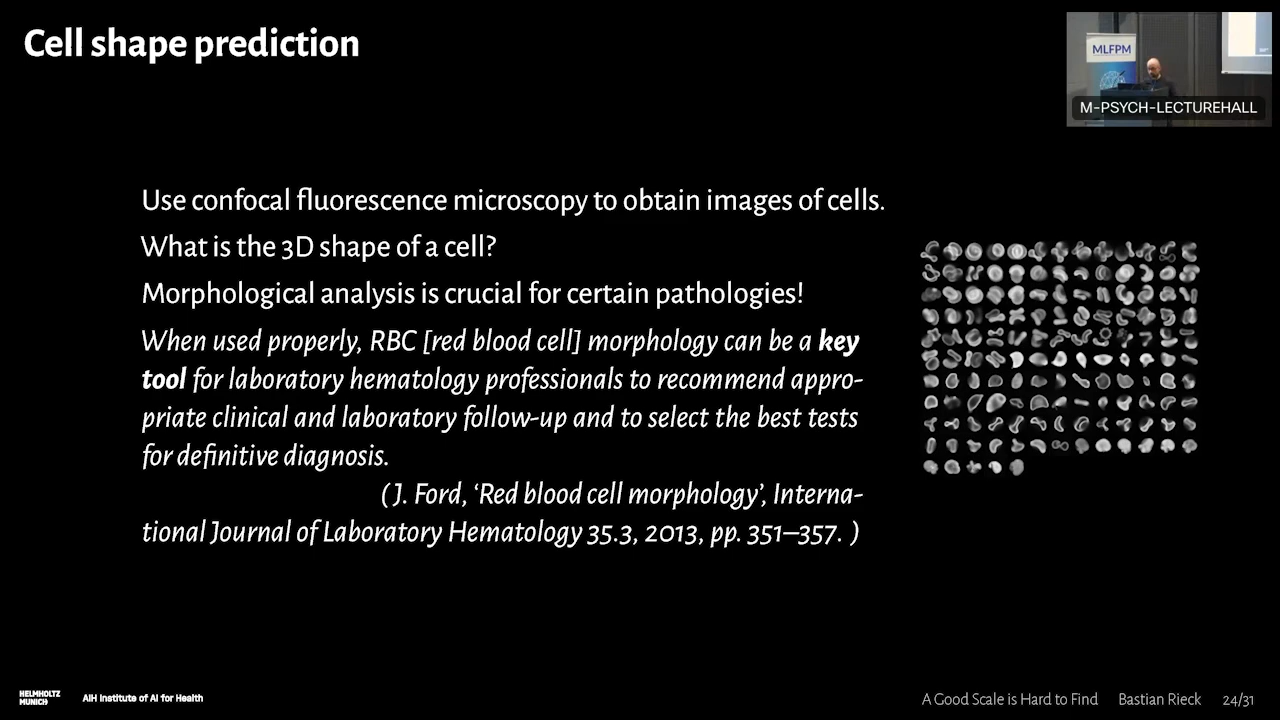 Cell shape prediction
MLFPM
M-PSYCH-LECTUREHALL
Use confocal fluorescence microscopy to obtain images of cells.
What is the 3D shape of a cell?
Morphological analysis is crucial for certain pathologies!
When used properly, RBC [red blood cell] morphology can be a key
tool for laboratory hematology professionals to recommend appro-
priate clinical and laboratory follow-up and to select the best tests
for definitive diagnosis.
( J. Ford, ‘Red blood cell morphology’, Interna-
tional Journal of Laboratory Hematology 35.3, 2013, pp. 351–357. )
HELMHOLTZ
MUNICH
AIH Institute of AI for Health
A Good Scale is Hard to Find Bastian Rieck 24/31